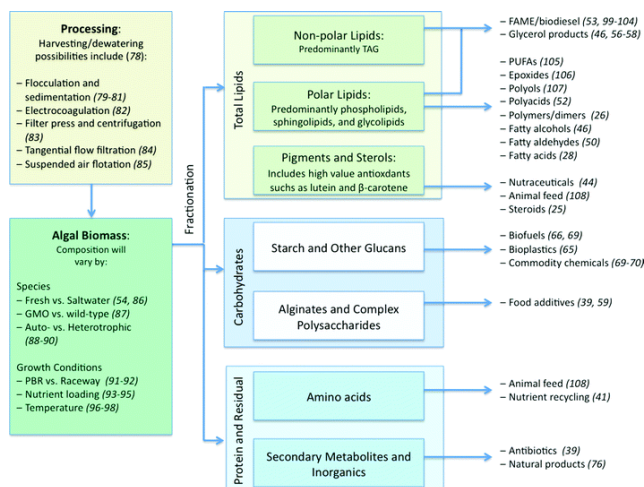 Processing:
Harvesting/dewatering
possibilities include (78):
– Flocculation and
sedimentation (79-81)
– Electrocoagulation (82)
– Filter press and centrifugation
(83)
– Tangential flow filtration (84)
– Suspended air flotation (85)
Algal Biomass:
Composition will
vary by:
Species
– Fresh vs. Saltwater (54, 86)
– GMO vs. wild-type (87)
– Auto- vs. Heterotrophic
(88-90)
Growth Conditions
– PBR vs. Raceway (91-92)
– Nutrient loading (93-95)
– Temperature (96-98)
Fractionation
Total Lipids
Non-polar Lipids:
Predominantly TAG
Polar Lipids:
Predominantly phospholipids,
sphingolipids, and glycolipids
Pigments and Sterols:
Includes high value antioxdants
suchs as lutein and β-carotene
Carbohydrates
Starch and Other Glucans
Alginates and Complex
Polysaccharides
Protein and Residual
Amino acids
Secondary Metabolites and
Inorganics
– FAME/biodiesel (53, 99-104)
– Glycerol products (46, 56-58)
– PUFAs (105)
– Epoxides (106)
– Polyols (107)
– Polyacids (52)
– Polymers/dimers (26)
– Fatty alcohols (46)
– Fatty aldehydes (50)
– Fatty acids (28)
– Nutraceuticals (44)
– Animal feed (108)
– Steroids (25)
– Biofuels (66, 69)
– Bioplastics (65)
– Commodity chemicals (69-70)
– Food additives (39, 59)
– Animal feed (108)
– Nutrient recycling (41)
– Antibiotics (39)
– Natural products (76)